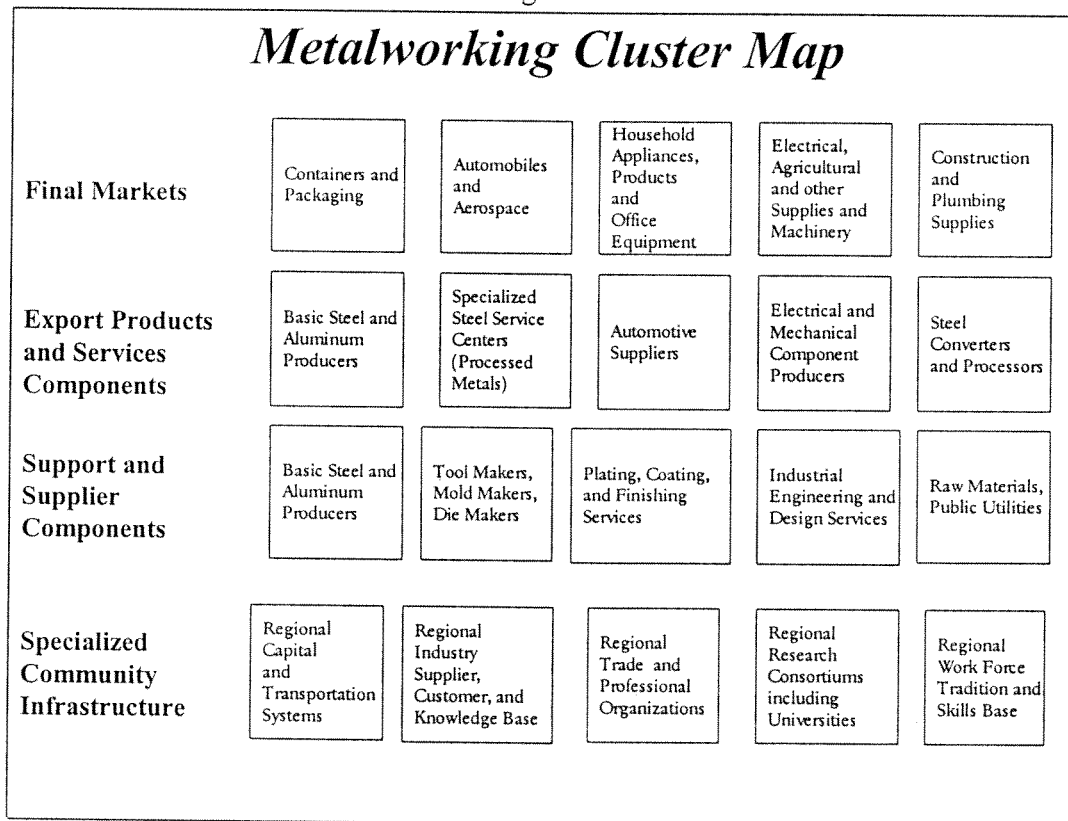 Metalworking Cluster Map
Final Markets
Containers and
Packaging
Automobiles
and
Aerospace
Household
Appliances,
Products
and
Office
Equipment
Electrical,
Agricultural
and other
Supplies and
Machinery
Construction
and
Plumbing
Supplies
Export Products
and Services
Components
Basic Steel and
Aluminum
Producers
Specialized
Steel Service
Centers
(Processed
Metals)
Automotive
Suppliers
Electrical and
Mechanical
Component
Producers
Steel
Converters
and Processors
Support and
Supplier
Components
Basic Steel and
Aluminum
Producers
Tool Makers,
Mold Makers,
Die Makers
Plating, Coating,
and Finishing
Services
Industrial
Engineering and
Design Services
Raw Materials,
Public Utilities
Specialized
Community
Infrastructure
Regional
Capital
and
Transportation
Systems
Regional
Industry
Supplier,
Customer, and
Knowledge Base
Regional
Trade and
Professional
Organizations
Regional
Research
Consortiums
including
Universities
Regional
Work Force
Tradition and
Skills Base